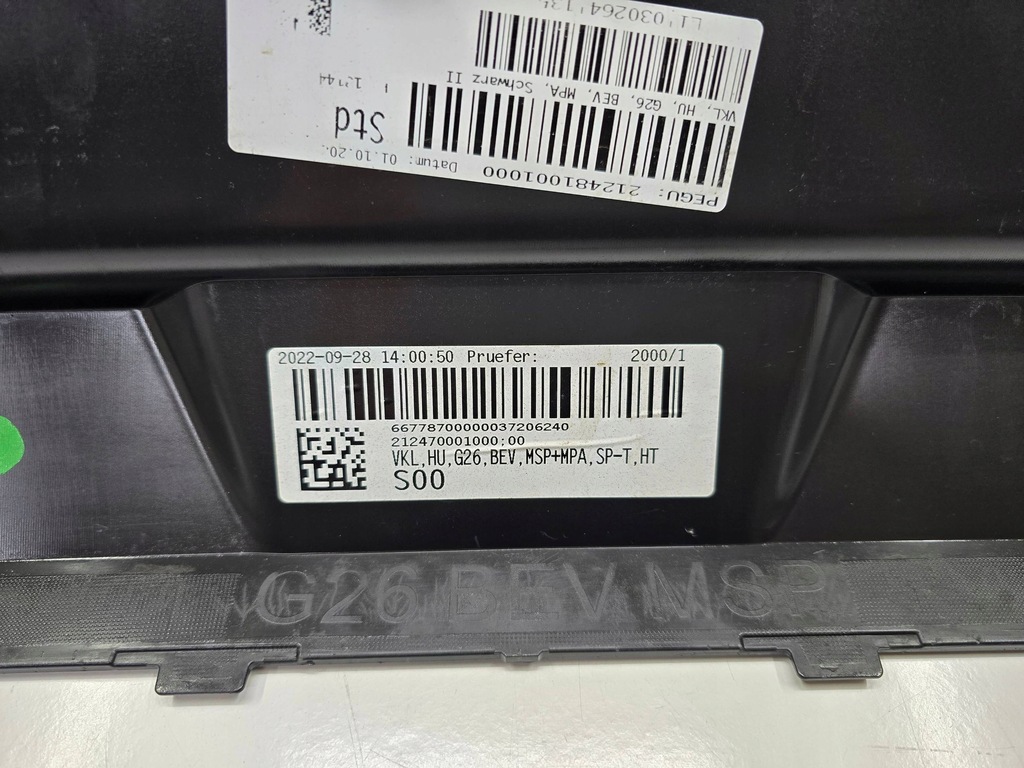 PEGU: 212481001000
Datum: 01.10.20
Std
VKL, HU, G26, BEV, MPA, Schwarz II
L1'030264'13
2022-09-28 14:00:50 Pruefer: 2000/1
66778700000037206240
212470001000;00
VKL,HU,G26,BEV,MSP+MPA,SP-T,HT
S00
G26 BEV MSP